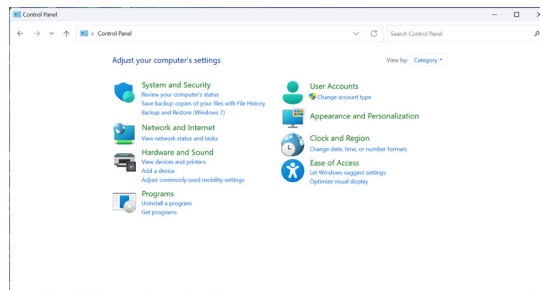 Control Panel
Control Panel
Search Control Panel
Adjust your computer's settings
View by: Category
System and Security
Review your computer's status
Save backup copies of your files with File History
Backup and Restore (Windows 7)
Network and Internet
View network status and tasks
Hardware and Sound
View devices and printers
Add a device
Adjust commonly used mobility settings
Programs
Uninstall a program
Get programs
User Accounts
Change account type
Appearance and Personalization
Clock and Region
Change date, time, or number formats
Ease of Access
Let Windows suggest settings
Optimize visual display